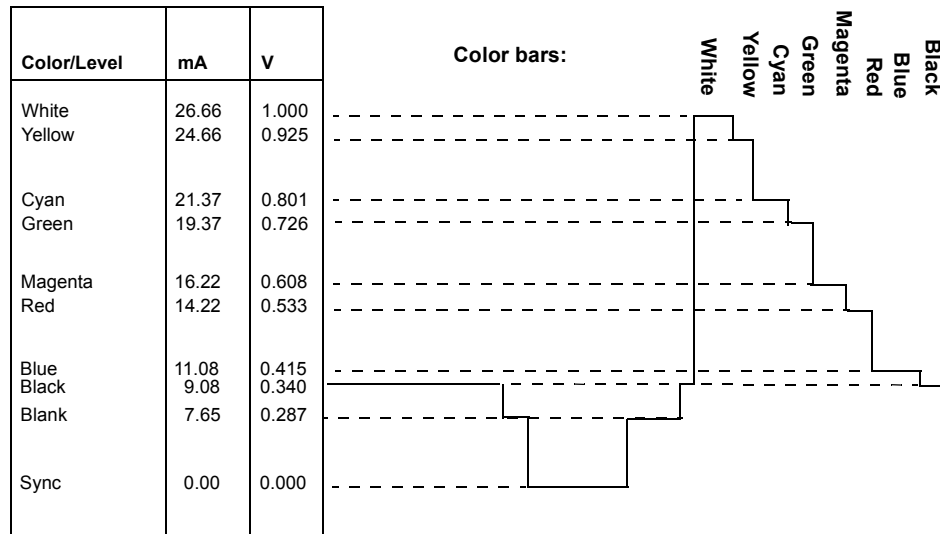 Color/Level mA V
White 26.66 1.000
Yellow 24.66 0.925
Cyan 21.37 0.801
Green 19.37 0.726
Magenta 16.22 0.608
Red 14.22 0.533
Blue 11.08 0.415
Black 9.08 0.340
Blank 7.65 0.287
Sync 0.00 0.000
Color bars:
White
Yellow
Cyan
Green
Magenta
Red
Blue
Black